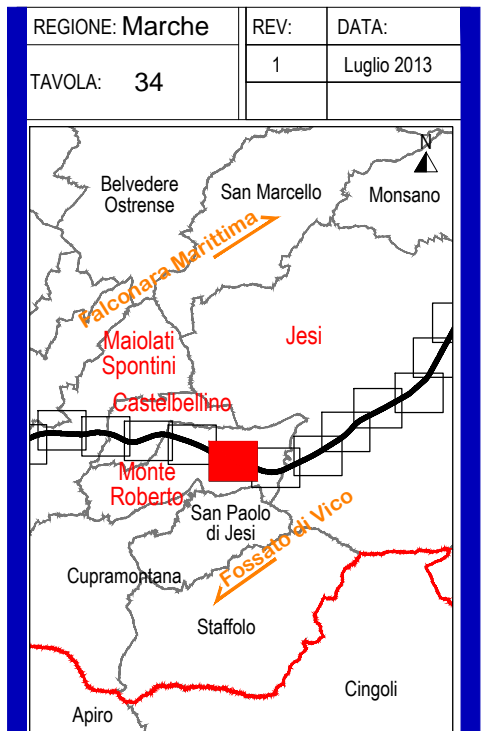 REGIONE: Marche
REV:
DATA:
TAVOLA: 34
1
Luglio 2013
N
Belvedere
Ostrense
San Marcello
Monsano
Falconara Marittima
Maiolati
Spontini
Jesi
Castelbellino
Monte
Roberto
San Paolo
di Jesi
Fossato di Vico
Cupramontana
Staffolo
Cingoli
Apiro